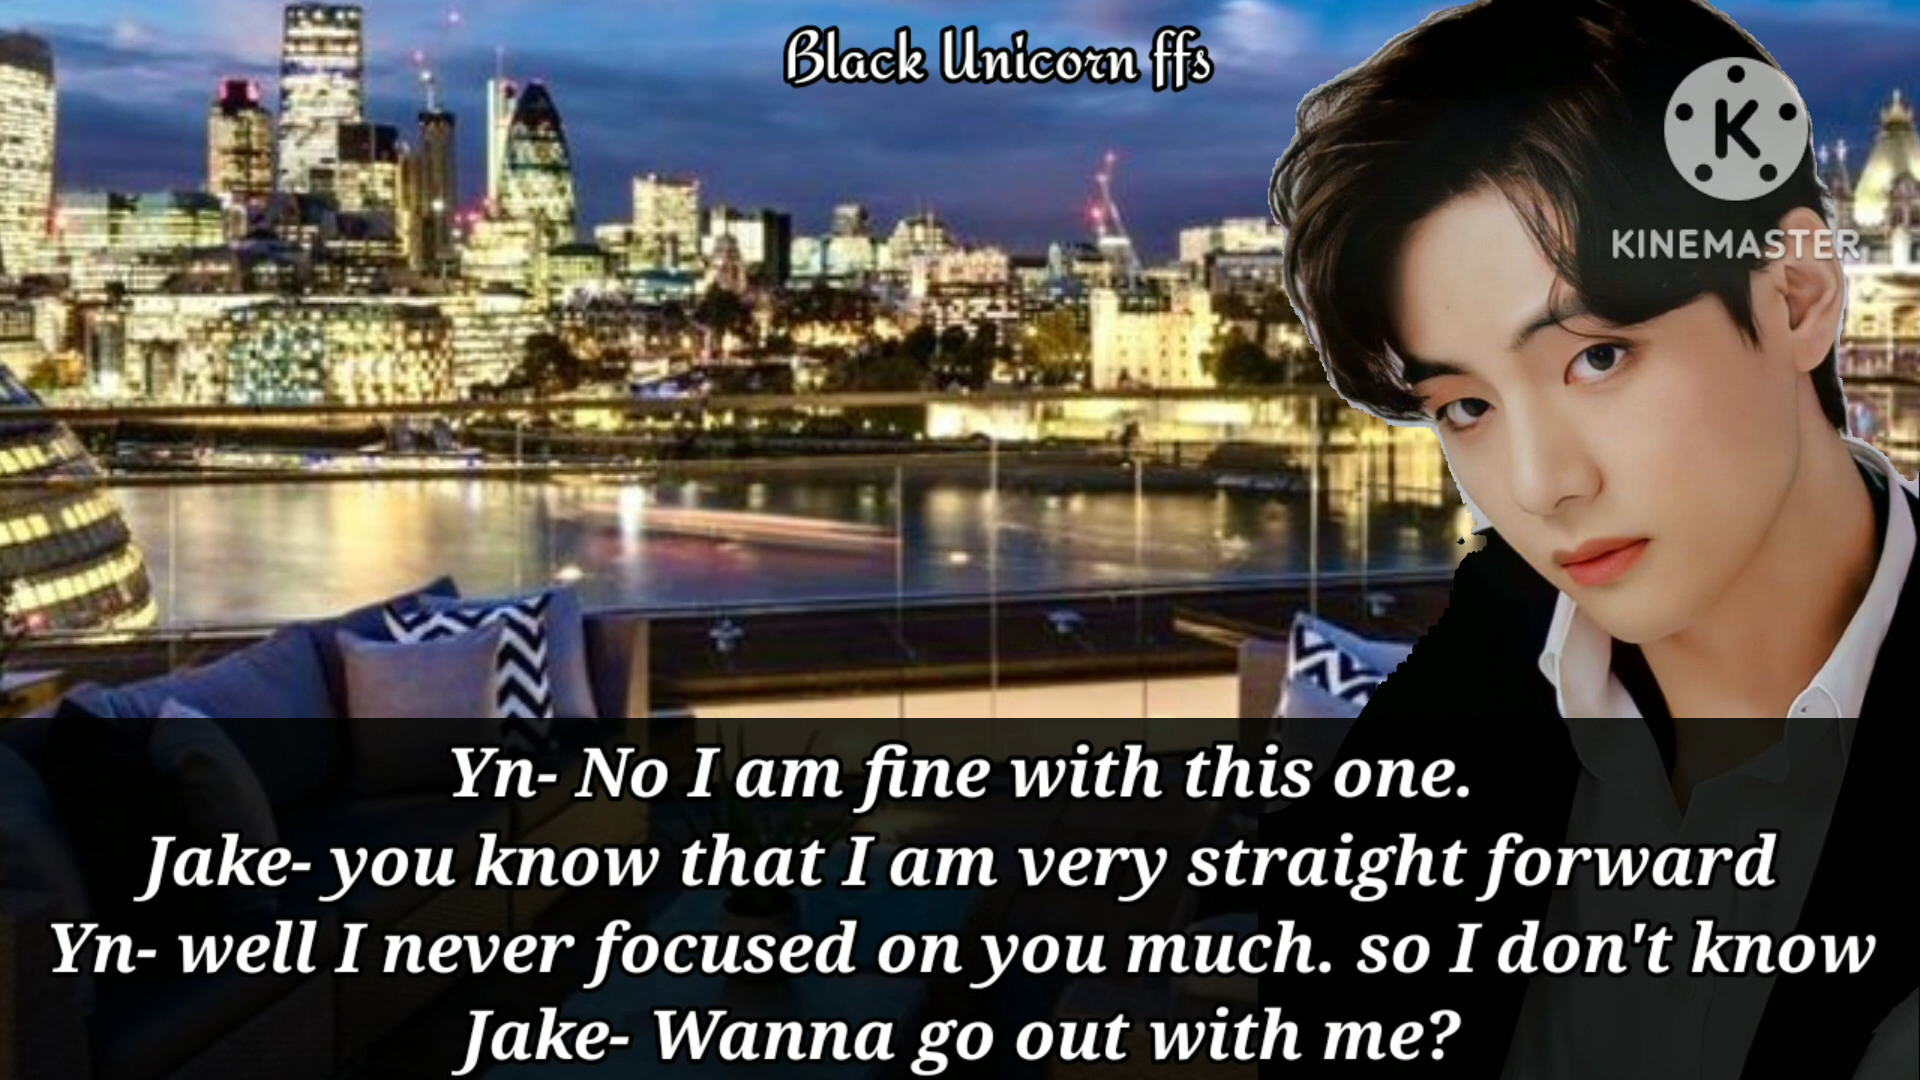 Black Unicorn ffs
K
KINEMASTER
Yn- No I am fine with this one.
Jake- you know that I am very straight forward
Yn- well I never focused on you much. so I don't know
Jake- Wanna go out with me?